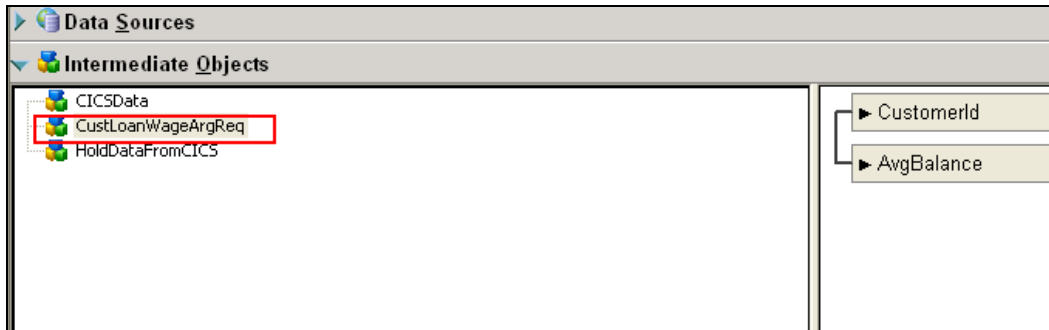 Data Sources
Intermediate Objects
CICSData
CustLoanWageArgReq
HoldDataFromCICS
CustomerId
AvgBalance